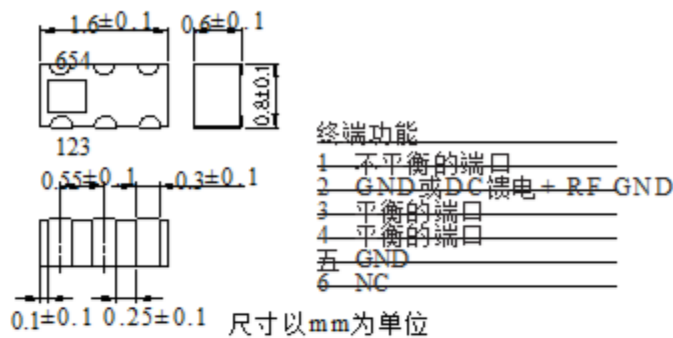 1.6±0.1 0.6±0.1
654
0.8±0.1
123
0.55±0.1 0.3±0.1
0.1±0.1 0.25±0.1
尺寸以mm为单位
终端功能
1 不平衡的端口
2 GND或DC馈电+ RF GND
3 平衡的端口
4 平衡的端口
五 GND
6 NC